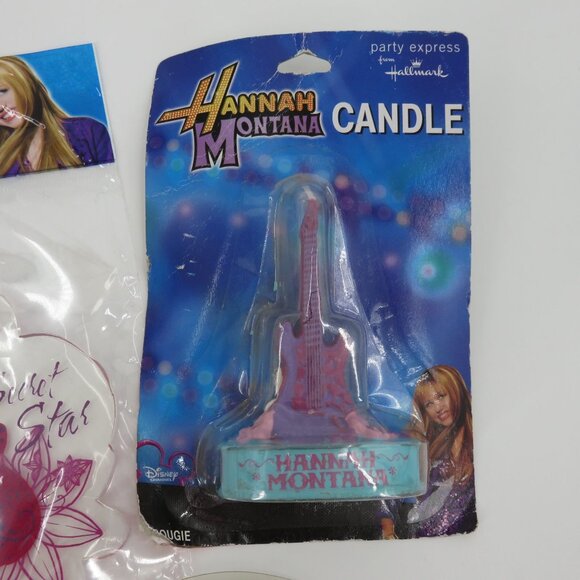 party express
from
Hallmark
HANNAH
MONTANA
CANDLE
Secret
Star
HANNAH
MONTANA
Disney
BOUGIE